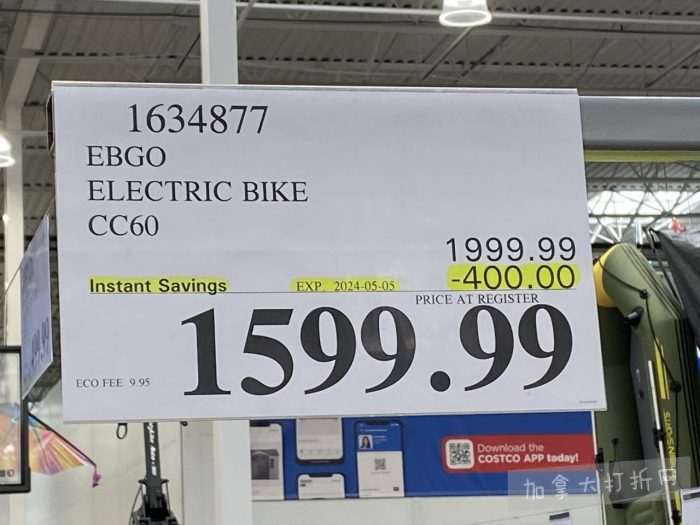 1634877
EBGO
ELECTRIC BIKE
CC60
1999.99
Instant Savings EXP. 2024-05-05 -400.00
PRICE AT REGISTER
1599.99
ECO FEE 9.95
Download the
COSTCO APP today!
加拿大打折网